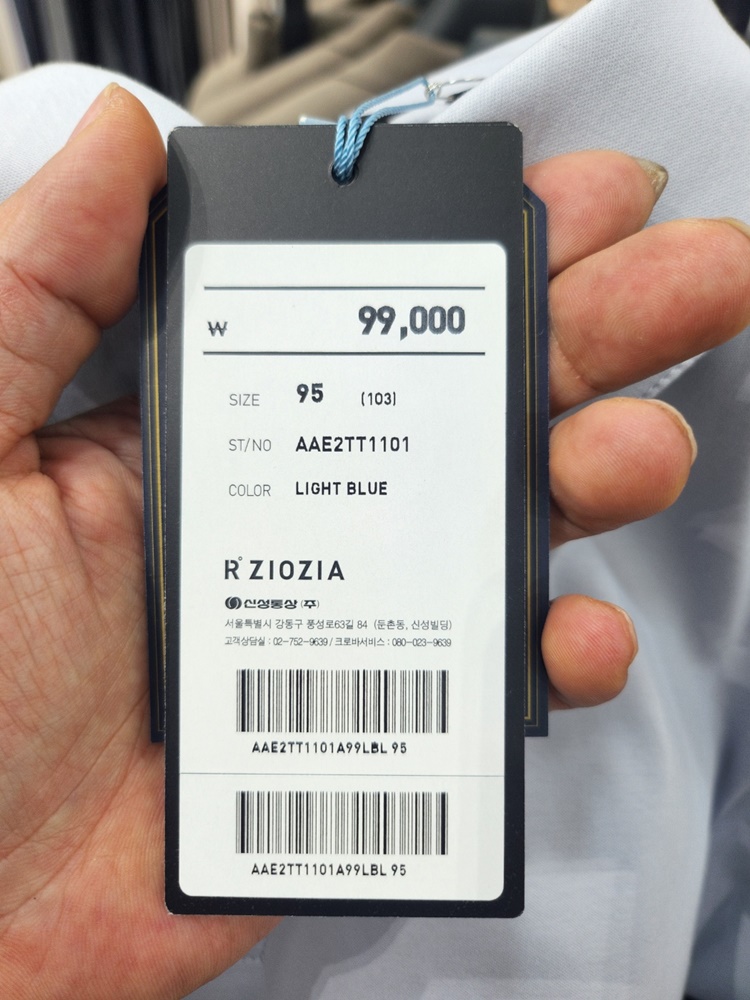 ₩ 99,000
SIZE 95 (103)
ST/NO AAE2TT1101
COLOR LIGHT BLUE
R° ZIOZIA
신성통상 (주)
서울특별시 강동구 풍성로63길 84 (둔촌동, 신성빌딩)
고객상담실 : 02-752-9639 / 크로바서비스 : 080-023-9639
AAE2TT1101A99LBL 95
AAE2TT1101A99LBL 95